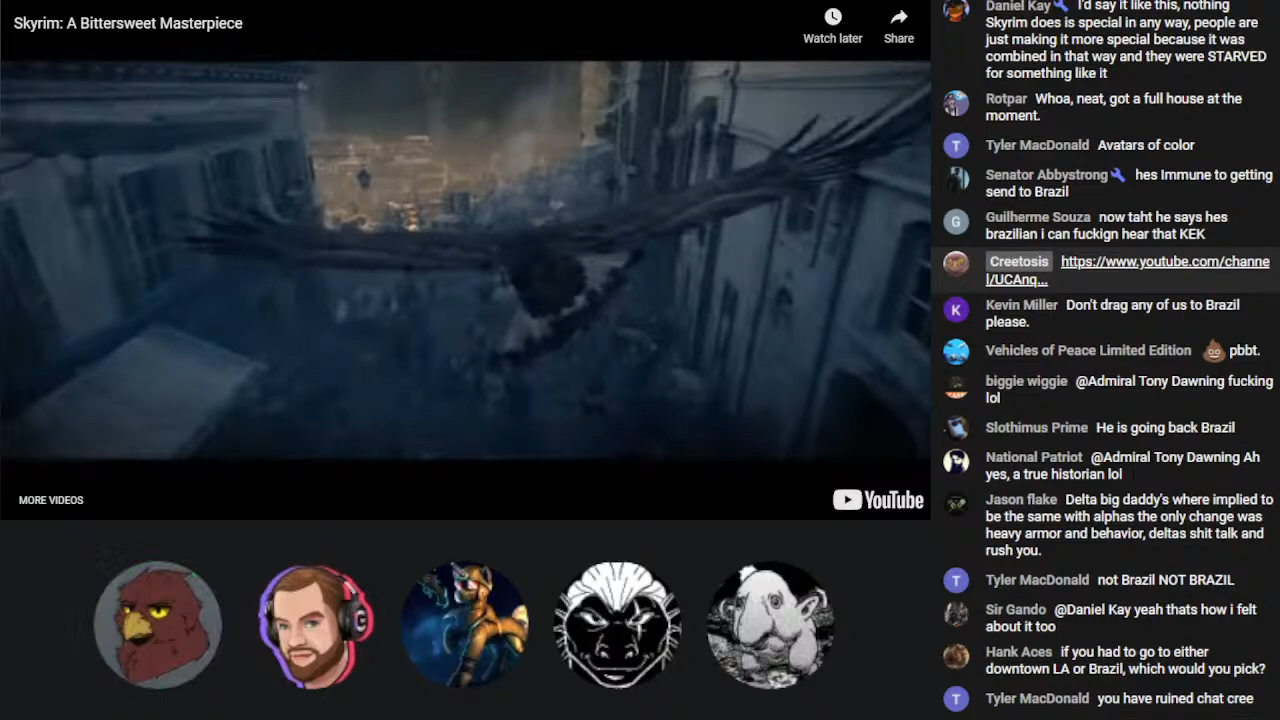 Skyrim: A Bittersweet Masterpiece
Watch later
Share
MORE VIDEOS
YouTube
Daniel Kay I'd say it like this, nothing
Skyrim does is special in any way, people are
just making it more special because it was
combined in that way and they were STARVED
for something like it
Rotpar Whoa, neat, got a full house at the
moment.
T
Tyler MacDonald Avatars of color
Senator Abbystrong hes Immune to getting
send to Brazil
G
Guilherme Souza now taht he says hes
brazilian i can fuckign hear that KEK
Creetosis https://www.youtube.com/channe
l/UCAnq...
K
Kevin Miller Don't drag any of us to Brazil
please.
Vehicles of Peace Limited Edition 💩 pbbt.
biggie wiggie @Admiral Tony Dawning fucking
lol
Slothimus Prime He is going back Brazil
National Patriot @Admiral Tony Dawning Ah
yes, a true historian lol
Jason flake Delta big daddy's where implied to
be the same with alphas the only change was
heavy armor and behavior, deltas shit talk and
rush you.
T
Tyler MacDonald not Brazil NOT BRAZIL
Sir Gando @Daniel Kay yeah thats how i felt
about it too
Hank Aces if you had to go to either
downtown LA or Brazil, which would you pick?
T
Tyler MacDonald you have ruined chat cree